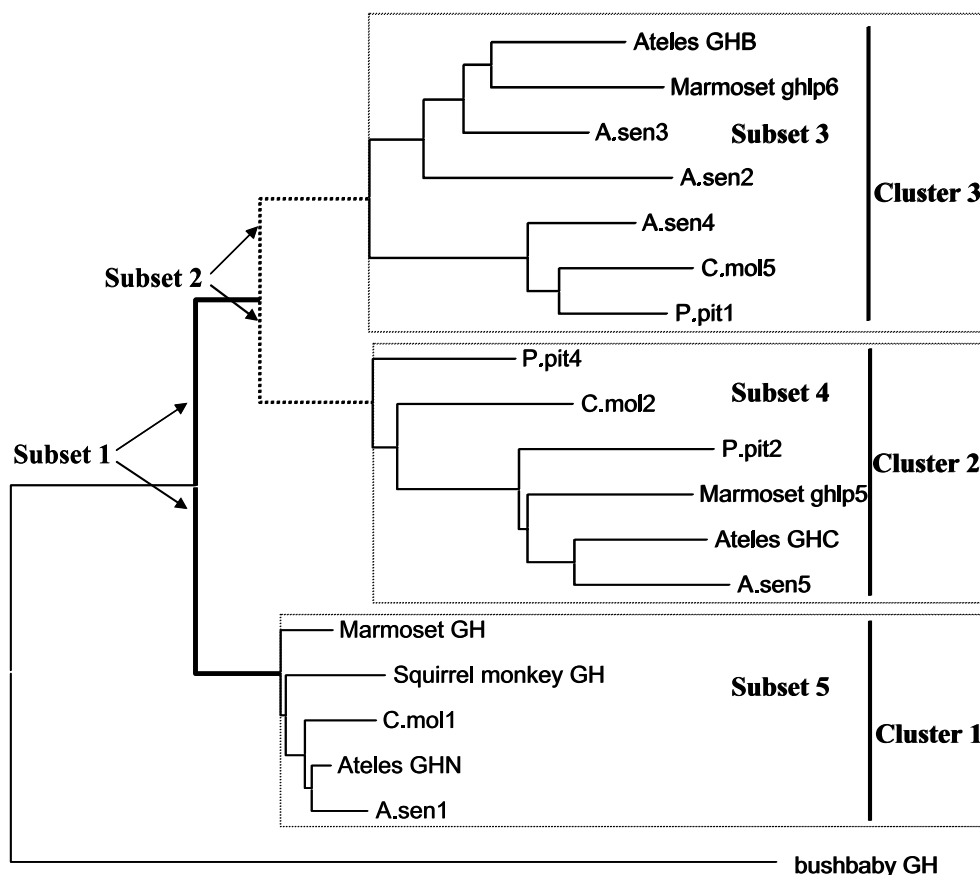 Ateles GHB
Marmoset ghlp6
A.sen3
Subset 3
A.sen2
Cluster 3
A.sen4
Subset 2
C.mol5
P.pit1
P.pit4
Subset 4
C.mol2
P.pit2
Subset 1
Cluster 2
Marmoset ghlp5
Ateles GHC
A.sen5
Marmoset GH
Squirrel monkey GH
Subset 5
C.mol1
Cluster 1
Ateles GHN
A.sen1
bushbaby GH